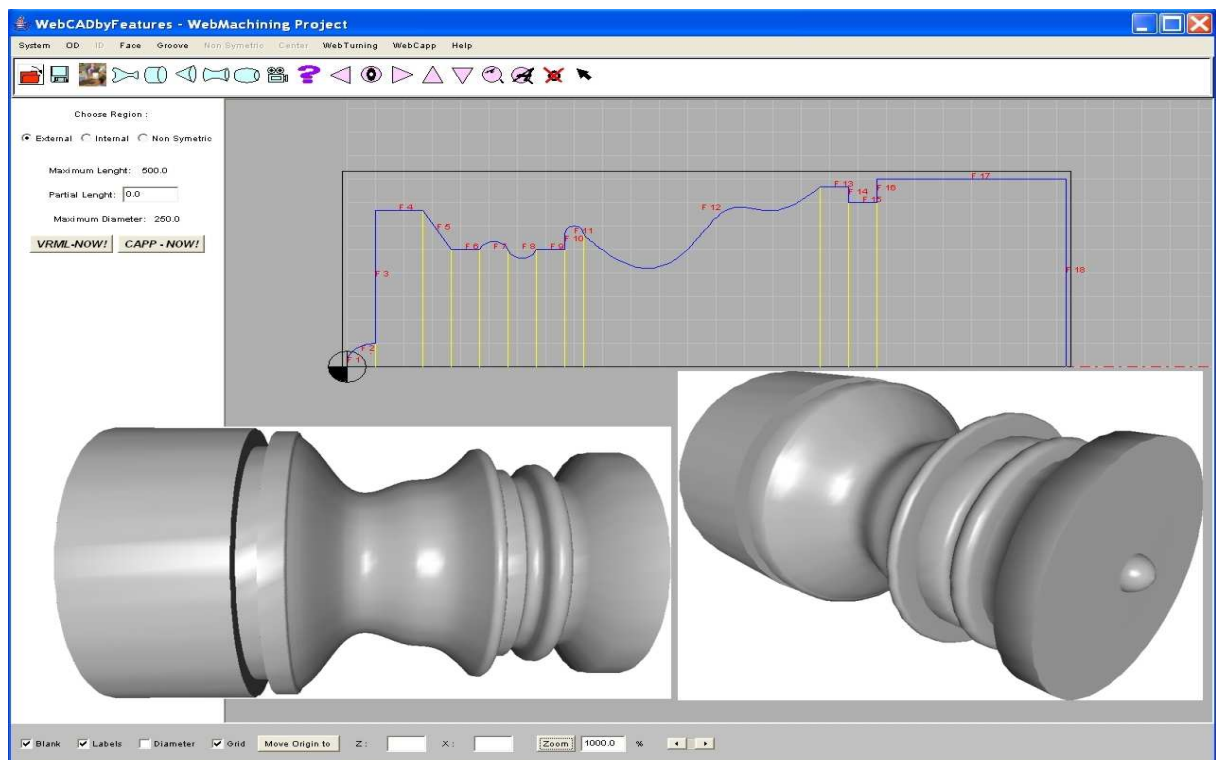 WebCADbyFeatures - WebMachining Project
System OD ID Face Groove Non Symetric Center WebTurning WebCapp Help
Choose Region :
External Internal Non Symetric
Maximum Lenght: 500.0
Partial Lenght: 0.0
Maximum Diameter: 250.0
VRML-NOW! CAPP - NOW!
F 1
F 2
F 3
F 4
F 5
F 6
F 7
F 8
F 9
F 10
F 11
F 12
F 13
F 14
F 15
F 16
F 17
F 18
Blank Labels Diameter Grid Move Origin to Z : X : Zoom 1000.0 %